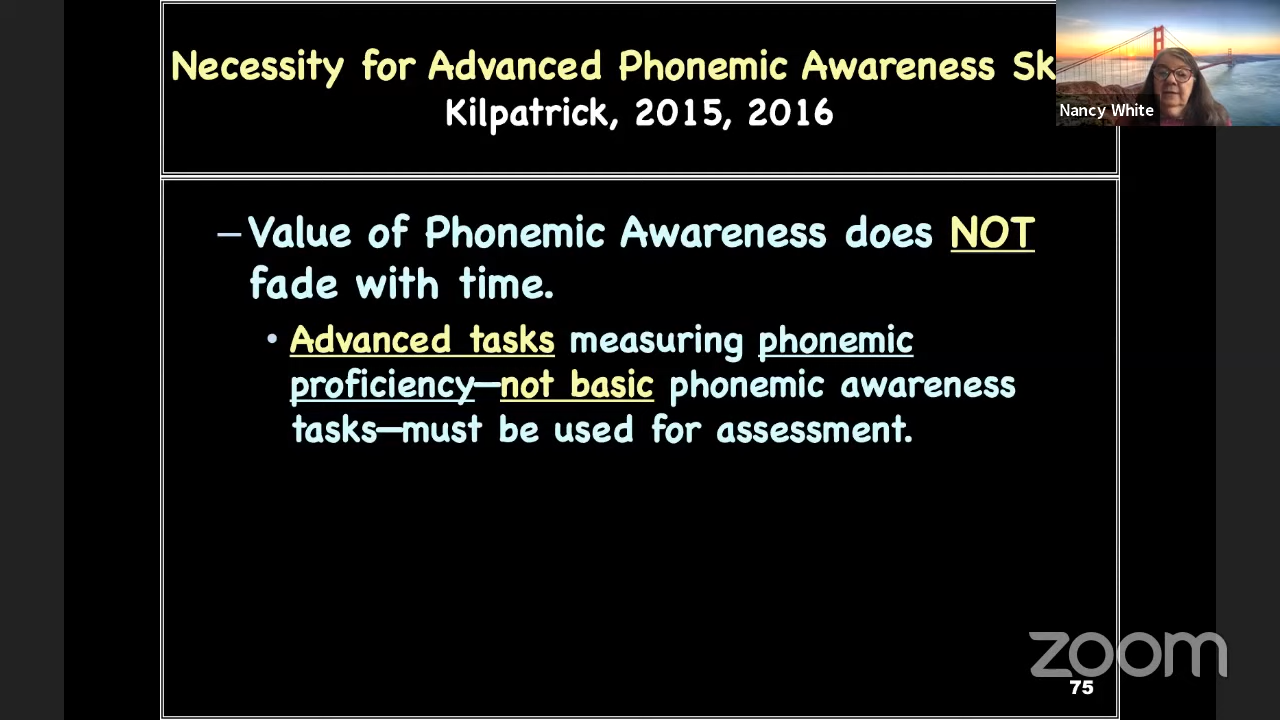 Necessity for Advanced Phonemic Awareness Sk
Kilpatrick, 2015, 2016
Nancy White
–Value of Phonemic Awareness does NOT
fade with time.
• Advanced tasks measuring phonemic
proficiency—not basic phonemic awareness
tasks—must be used for assessment.
zoom
75